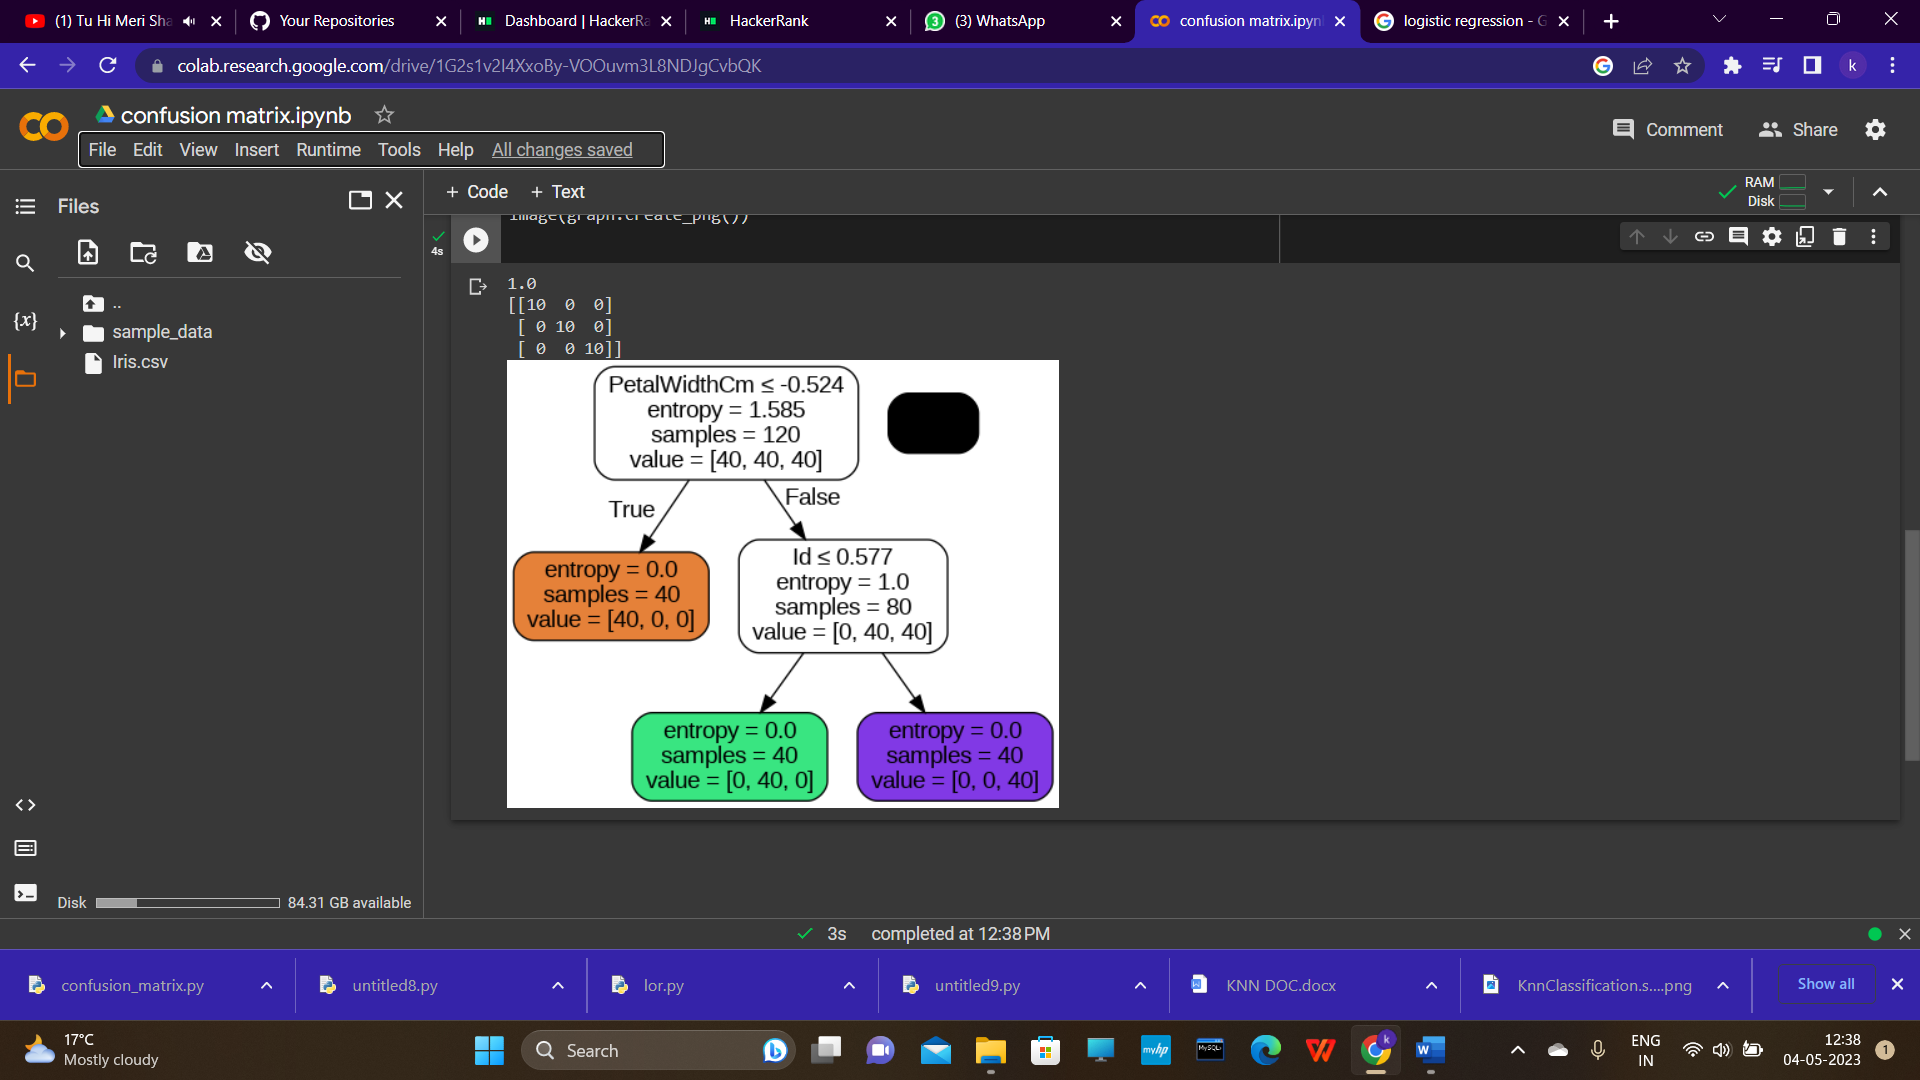 (1) Tu Hi Meri Sha
Your Repositories
Dashboard | HackerRa
HackerRank
(3) WhatsApp
confusion matrix.ipyn
logistic regression - G
colab.research.google.com/drive/1G2s1v2I4XxoBy-VOOuvm3L8NDJgCvbQK
k
confusion matrix.ipynb
File Edit View Insert Runtime Tools Help All changes saved
Comment
Share
Files
+ Code + Text
RAM
Disk
Image(graph.create_png())
4s
{x}
..
sample_data
Iris.csv
1.0
[[10 0 0]
[ 0 10 0]
[ 0 0 10]]
PetalWidthCm ≤ -0.524
entropy = 1.585
samples = 120
value = [40, 40, 40]
True
False
entropy = 0.0
samples = 40
value = [40, 0, 0]
Id ≤ 0.577
entropy = 1.0
samples = 80
value = [0, 40, 40]
entropy = 0.0
samples = 40
value = [0, 40, 0]
entropy = 0.0
samples = 40
value = [0, 0, 40]
Disk 84.31 GB available
3s completed at 12:38 PM
confusion_matrix.py
untitled8.py
lor.py
untitled9.py
KNN DOC.docx
KnnClassification.s....png
Show all
17°C
Mostly cloudy
Search
myhp
MySQL
ENG
IN
12:38
04-05-2023
1